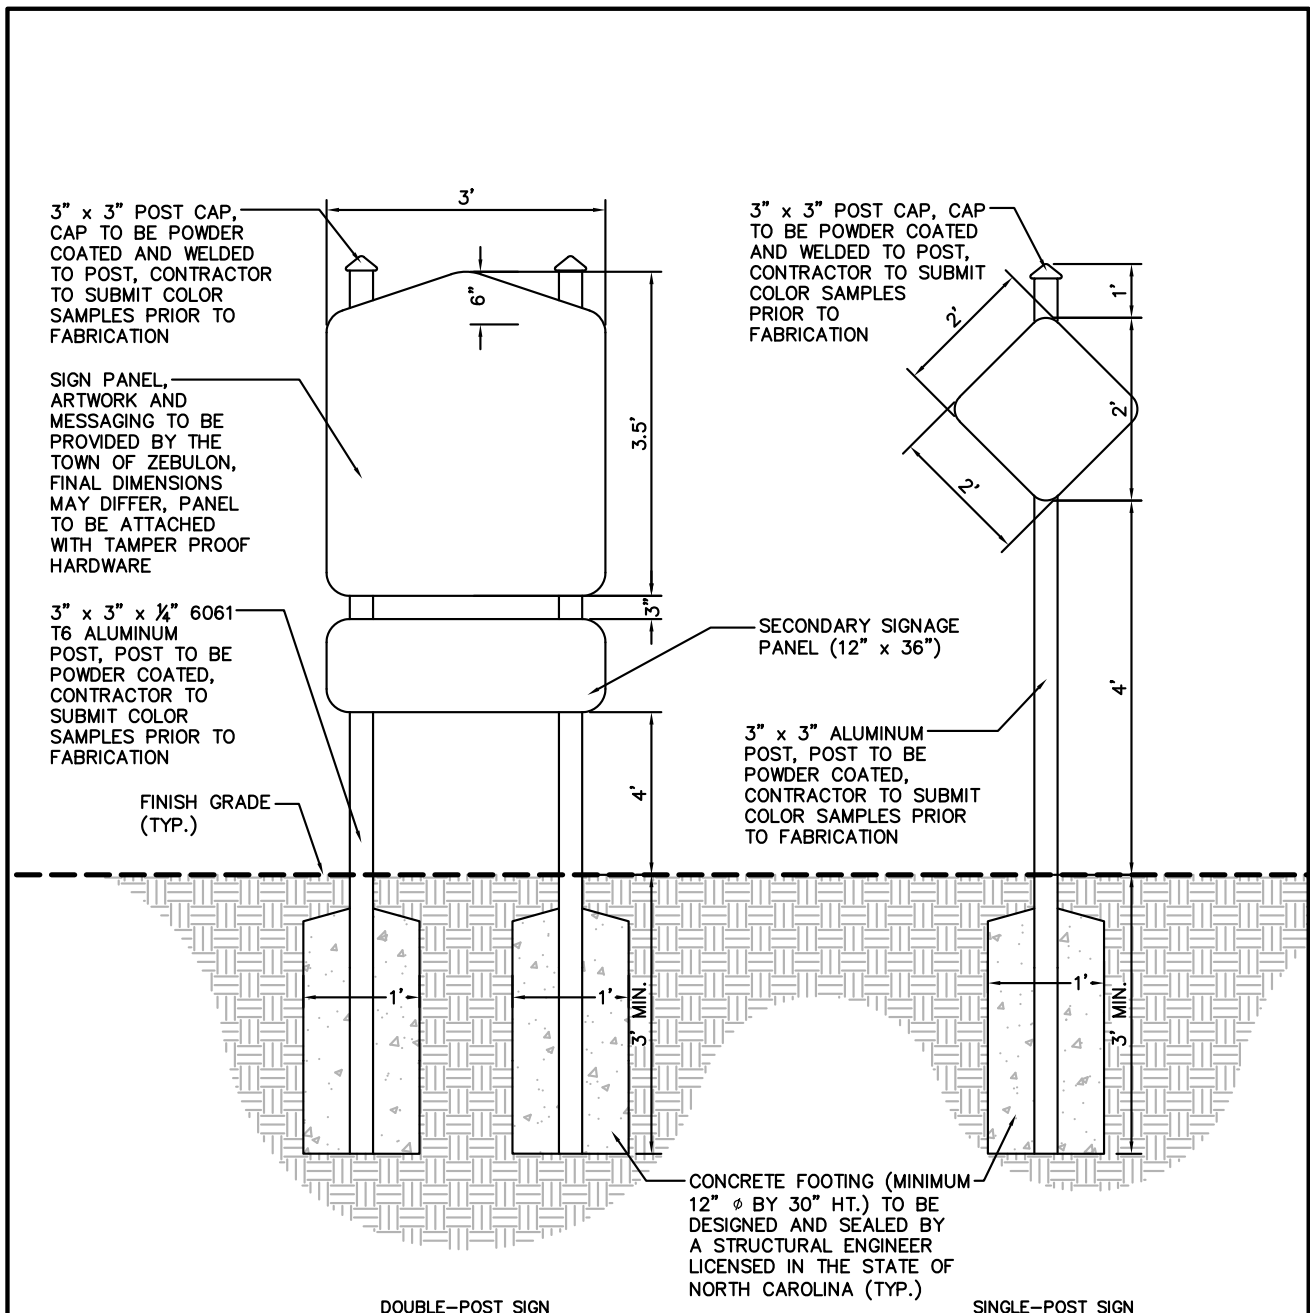 3" x 3" POST CAP,
CAP TO BE POWDER
COATED AND WELDED
TO POST, CONTRACTOR
TO SUBMIT COLOR
SAMPLES PRIOR TO
FABRICATION
SIGN PANEL,
ARTWORK AND
MESSAGING TO BE
PROVIDED BY THE
TOWN OF ZEBULON,
FINAL DIMENSIONS
MAY DIFFER, PANEL
TO BE ATTACHED
WITH TAMPER PROOF
HARDWARE
3" x 3" x ¼" 6061
T6 ALUMINUM
POST, POST TO BE
POWDER COATED,
CONTRACTOR TO
SUBMIT COLOR
SAMPLES PRIOR TO
FABRICATION
FINISH GRADE
(TYP.)
3'
6"
3.5'
3"
4'
3' MIN.
1'
1'
SECONDARY SIGNAGE
PANEL (12" x 36")
3" x 3" POST CAP, CAP
TO BE POWDER COATED
AND WELDED TO POST,
CONTRACTOR TO SUBMIT
COLOR SAMPLES
PRIOR TO
FABRICATION
1'
2'
2'
2'
4'
3" x 3" ALUMINUM
POST, POST TO BE
POWDER COATED,
CONTRACTOR TO SUBMIT
COLOR SAMPLES PRIOR
TO FABRICATION
1'
3' MIN.
CONCRETE FOOTING (MINIMUM
12" ⌀ BY 30" HT.) TO BE
DESIGNED AND SEALED BY
A STRUCTURAL ENGINEER
LICENSED IN THE STATE OF
NORTH CAROLINA (TYP.)
DOUBLE-POST SIGN
SINGLE-POST SIGN